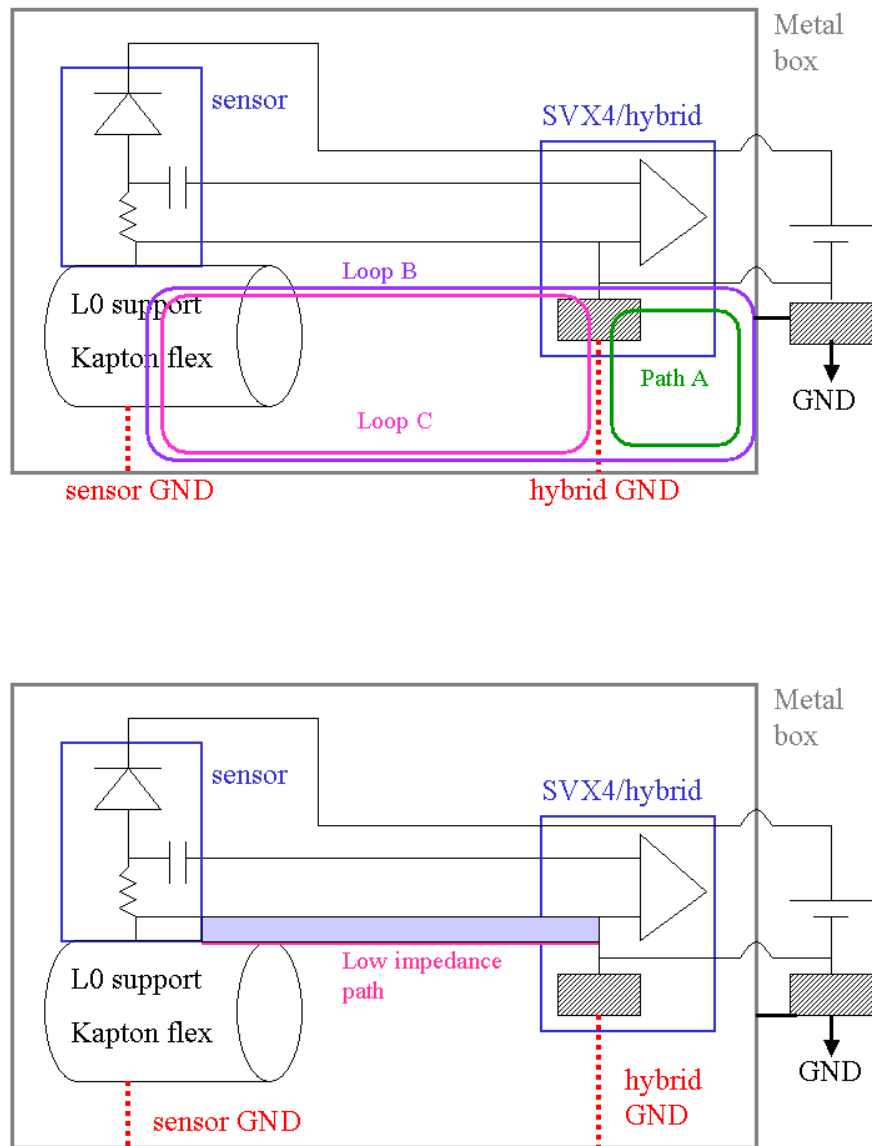 Metal
box
sensor
SVX4/hybrid
Loop B
L0 support
Kapton flex
Path A
Loop C
GND
sensor GND
hybrid GND
Metal
box
sensor
SVX4/hybrid
Low impedance
path
L0 support
Kapton flex
GND
hybrid
GND
sensor GND